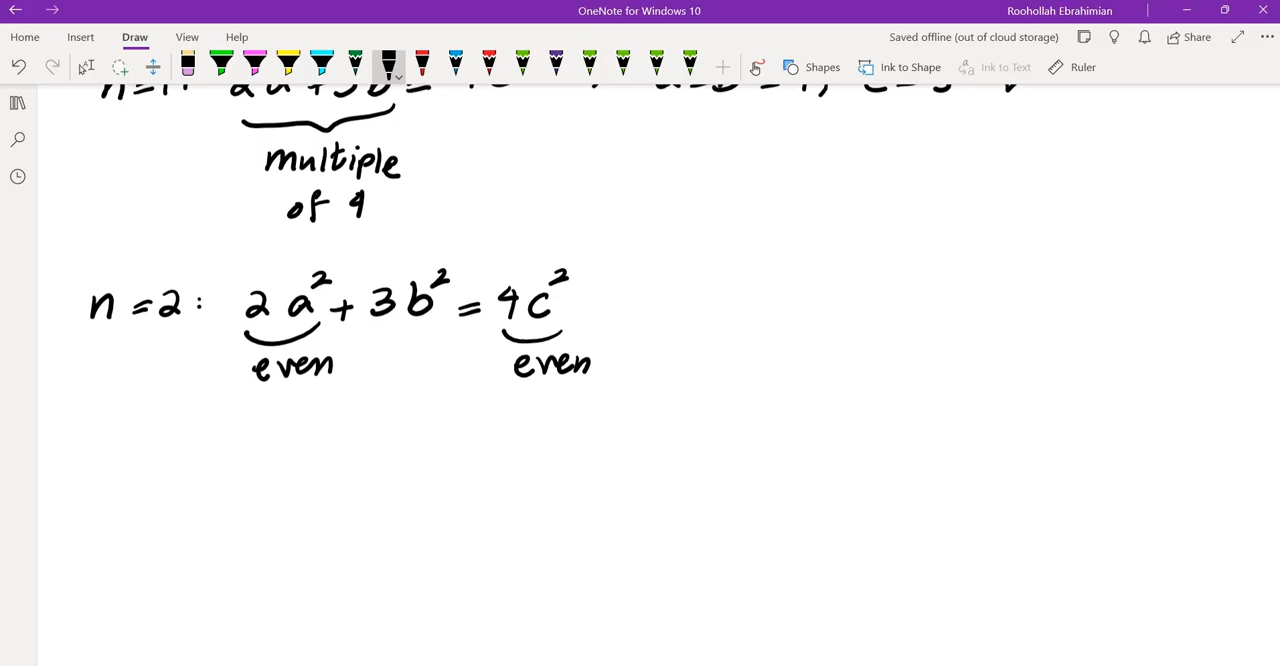 OneNote for Windows 10
Roohollah Ebrahimian
Home Insert Draw View Help
Saved offline (out of cloud storage)
Share
Shapes
Ink to Shape
Ink to Text
Ruler
multiple
of 4
n=2: 2a²+3b²=4c²
even even